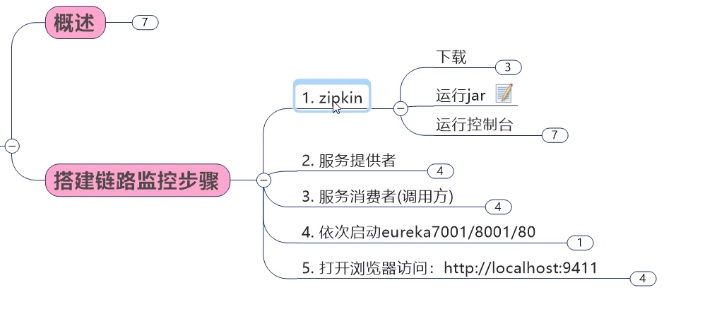 概述
7
下载
3
1. zipkin
运行jar
运行控制台
7
搭建链路监控步骤
2. 服务提供者
4
3. 服务消费者(调用方)
4
4. 依次启动eureka7001/8001/80
1
5. 打开浏览器访问：http://localhost:9411
4